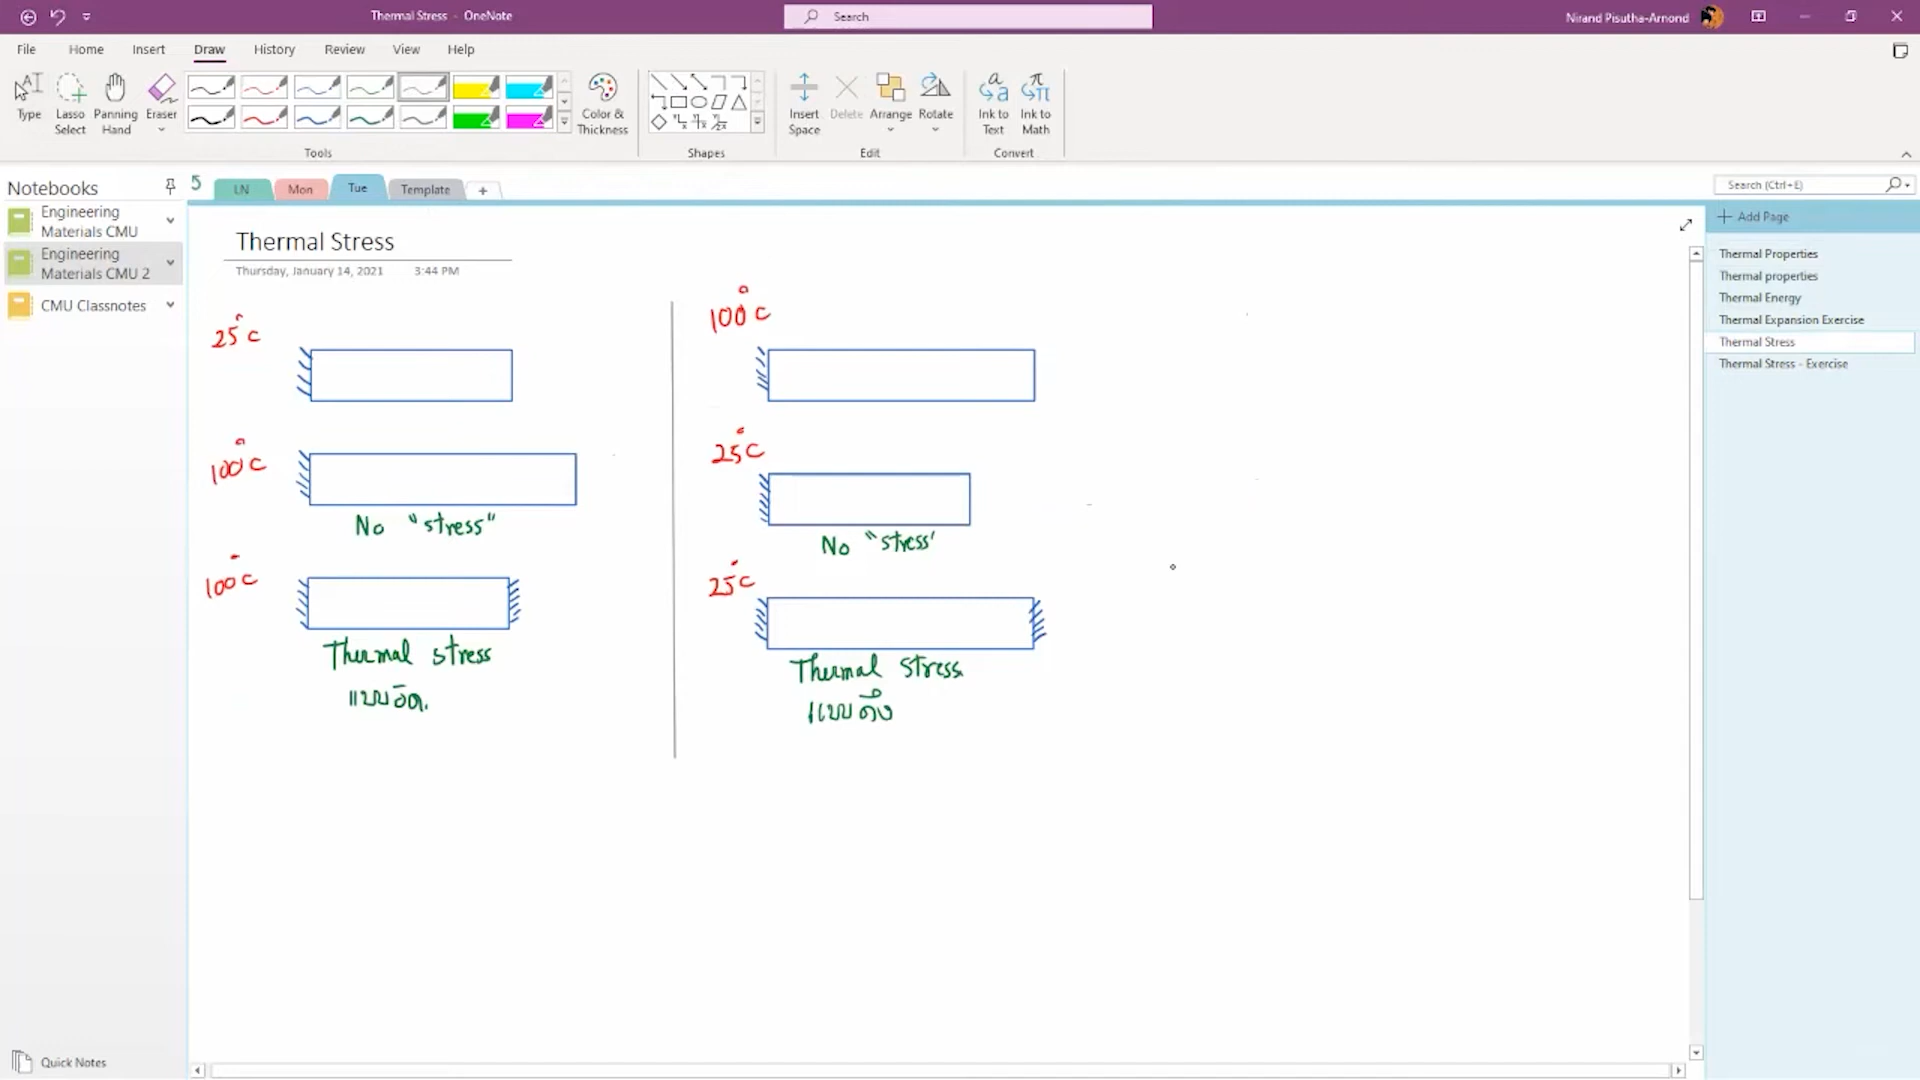 Thermal Stress - OneNote
Search
Nirand Pisutha-Arnond
File Home Insert Draw History Review View Help
Type
Lasso Select
Panning Hand
Eraser
Color & Thickness
Insert Space
Delete
Arrange
Rotate
Ink to Text
Ink to Math
Tools
Shapes
Edit
Convert
Notebooks
Engineering Materials CMU
Engineering Materials CMU 2
CMU Classnotes
Quick Notes
LN Mon Tue Template +
Search (Ctrl+E)
Thermal Stress
Thursday, January 14, 2021 3:44 PM
25°C
100°C
No "stress"
100°C
Thermal stress
แบบอัด.
100°C
25°C
No "stress'
25°C
Thermal stress
แบบดึง
Add Page
Thermal Properties
Thermal properties
Thermal Energy
Thermal Expansion Exercise
Thermal Stress
Thermal Stress - Exercise